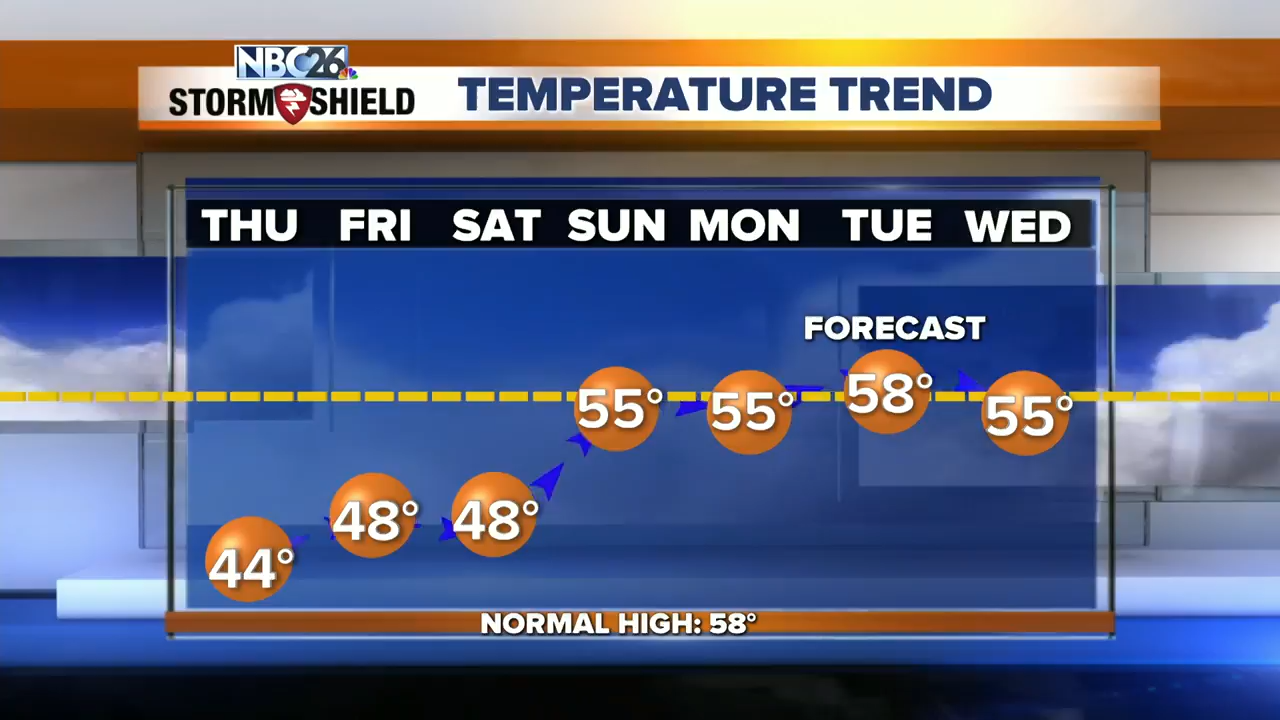 NBC26
STORM SHIELD
TEMPERATURE TREND
THU FRI SAT SUN MON TUE WED
FORECAST
44° 48° 48° 55° 55° 58° 55°
NORMAL HIGH: 58°